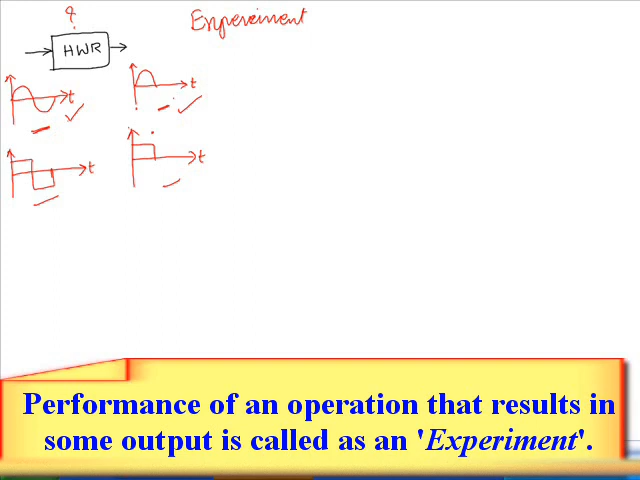 ?
Experiment
HWR
t
t
t
t
Performance of an operation that results in
some output is called as an 'Experiment'.